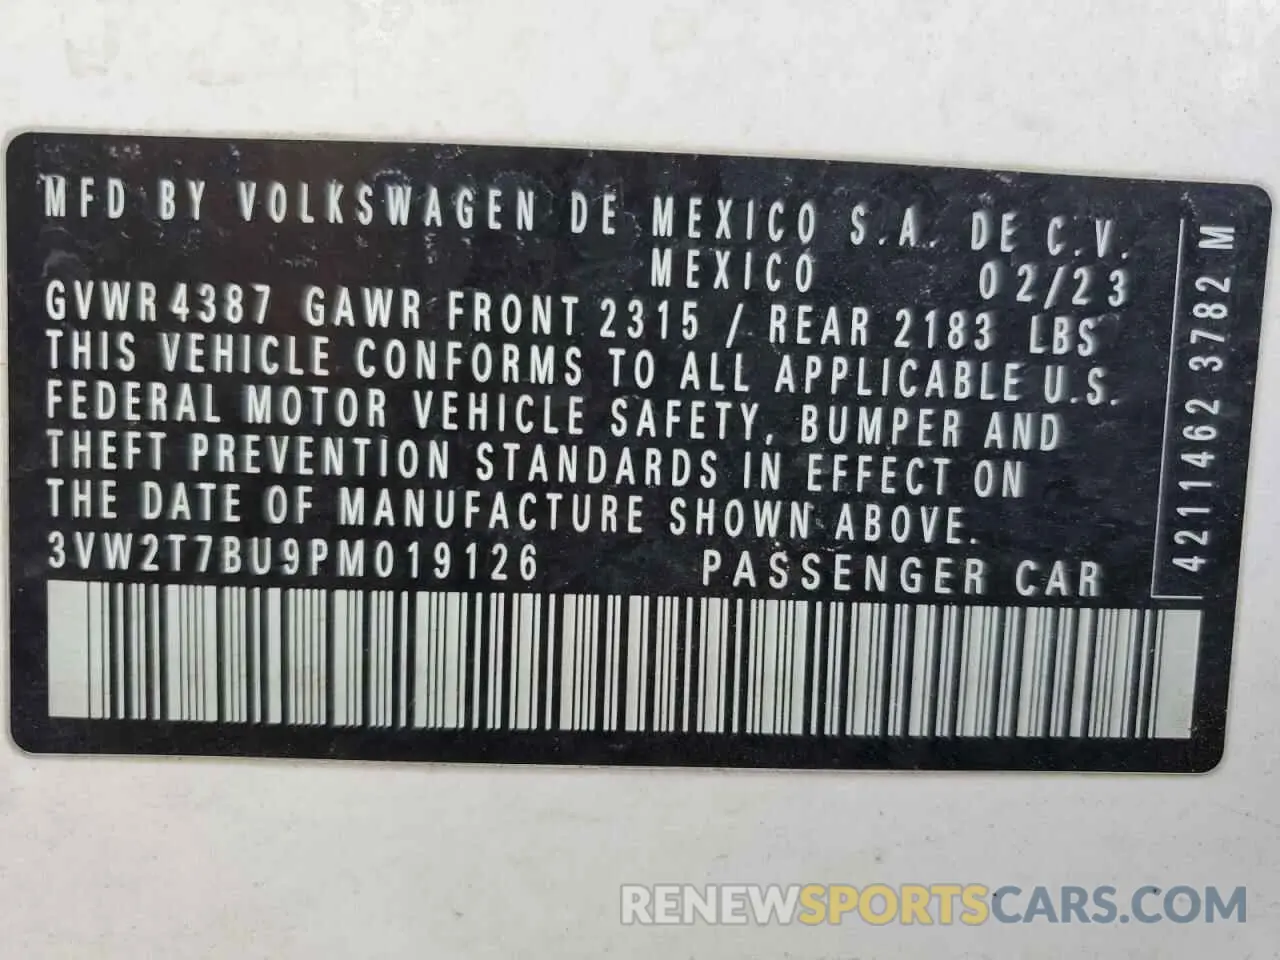 MFD BY VOLKSWAGEN DE MEXICO S.A. DE C.V.
MEXICO 02/23
GVWR 4387 GAWR FRONT 2315 / REAR 2183 LBS
THIS VEHICLE CONFORMS TO ALL APPLICABLE U.S.
FEDERAL MOTOR VEHICLE SAFETY, BUMPER AND
THEFT PREVENTION STANDARDS IN EFFECT ON
THE DATE OF MANUFACTURE SHOWN ABOVE.
3VW2T7BU9PM019126 PASSENGER CAR
4211462 3782 M
RENEWSPORTSCARS.COM